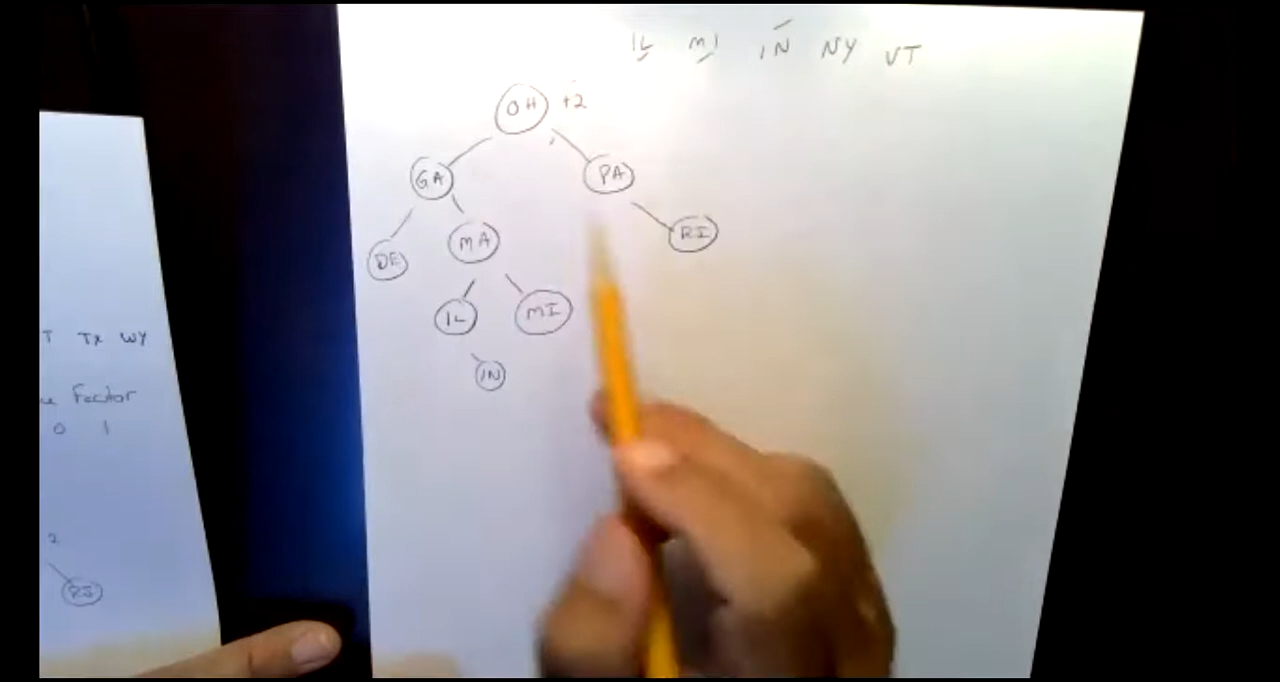 IL MI IN NY VT
OH +2
GA PA
DE MA RI
IL MI
IN
T Tx WY
Factor
0 1
2
RI